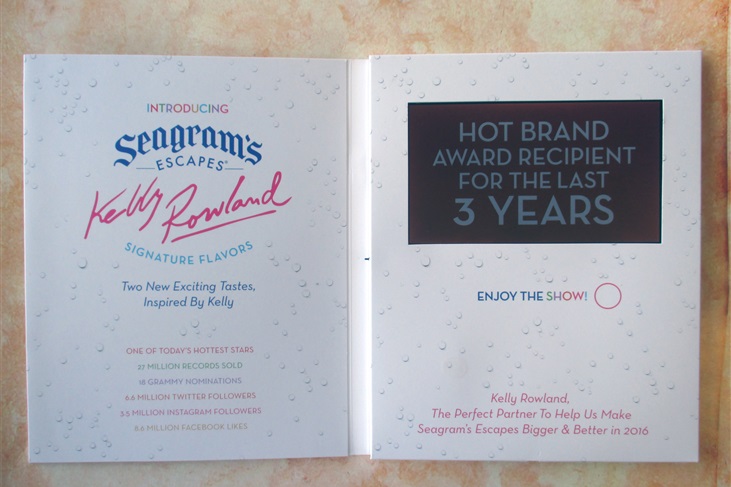 INTRODUCING
Seagram's
ESCAPES®
Kelly Rowland
SIGNATURE FLAVORS
Two New Exciting Tastes,
Inspired By Kelly
ONE OF TODAY'S HOTTEST STARS
27 MILLION RECORDS SOLD
18 GRAMMY NOMINATIONS
6.6 MILLION TWITTER FOLLOWERS
3.5 MILLION INSTAGRAM FOLLOWERS
8.6 MILLION FACEBOOK LIKES
HOT BRAND
AWARD RECIPIENT
FOR THE LAST
3 YEARS
ENJOY THE SHOW!
Kelly Rowland,
The Perfect Partner To Help Us Make
Seagram's Escapes Bigger & Better in 2016